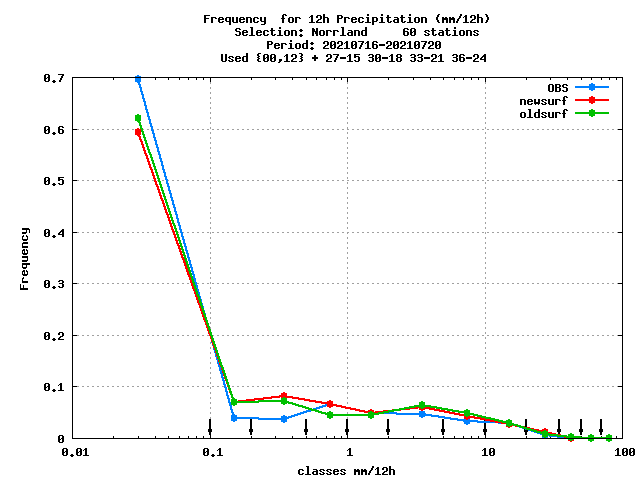 Frequency  for 12h Precipitation (mm/12h)
Selection: Norrland     60 stations
Period: 20210716-20210720
Used {00,12} + 27-15 30-18 33-21 36-24
OBS
newsurf
oldsurf
Frequency
0.7
0.6
0.5
0.4
0.3
0.2
0.1
0
0.01 0.1 1 10 100
classes mm/12h